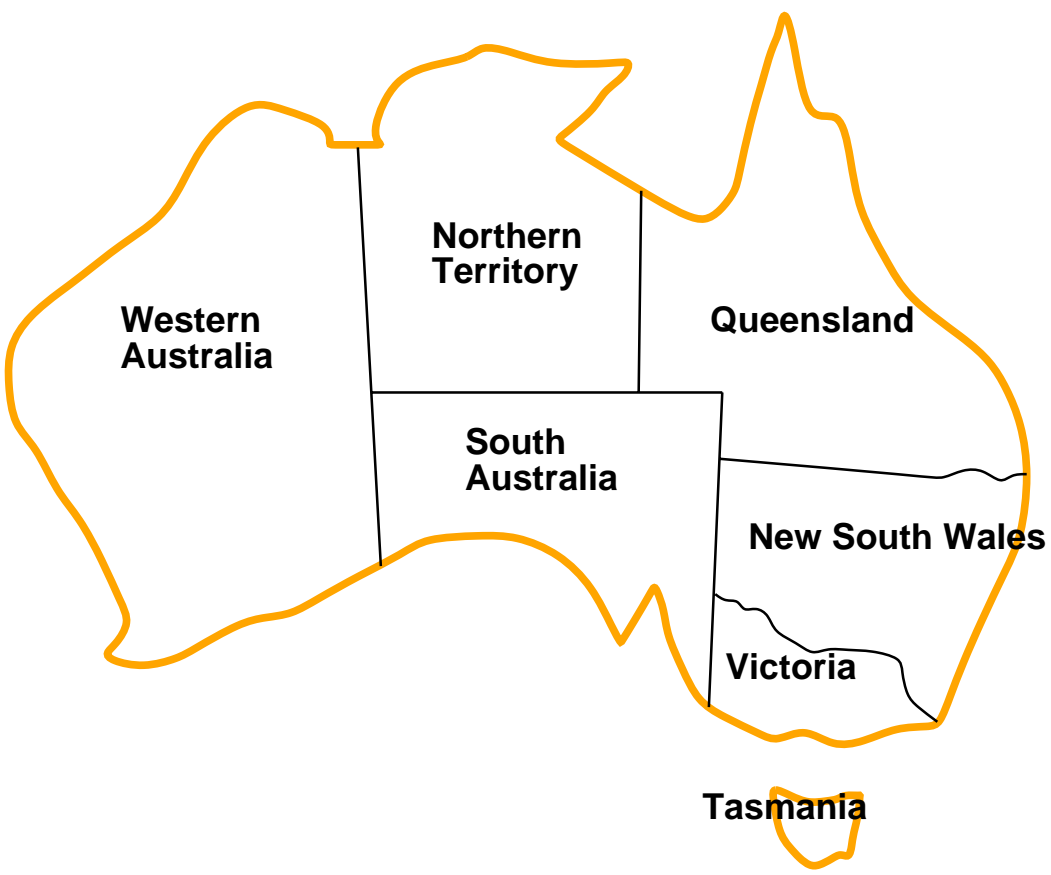 Northern
Territory
Western
Australia
Queensland
South
Australia
New South Wales
Victoria
Tasmania